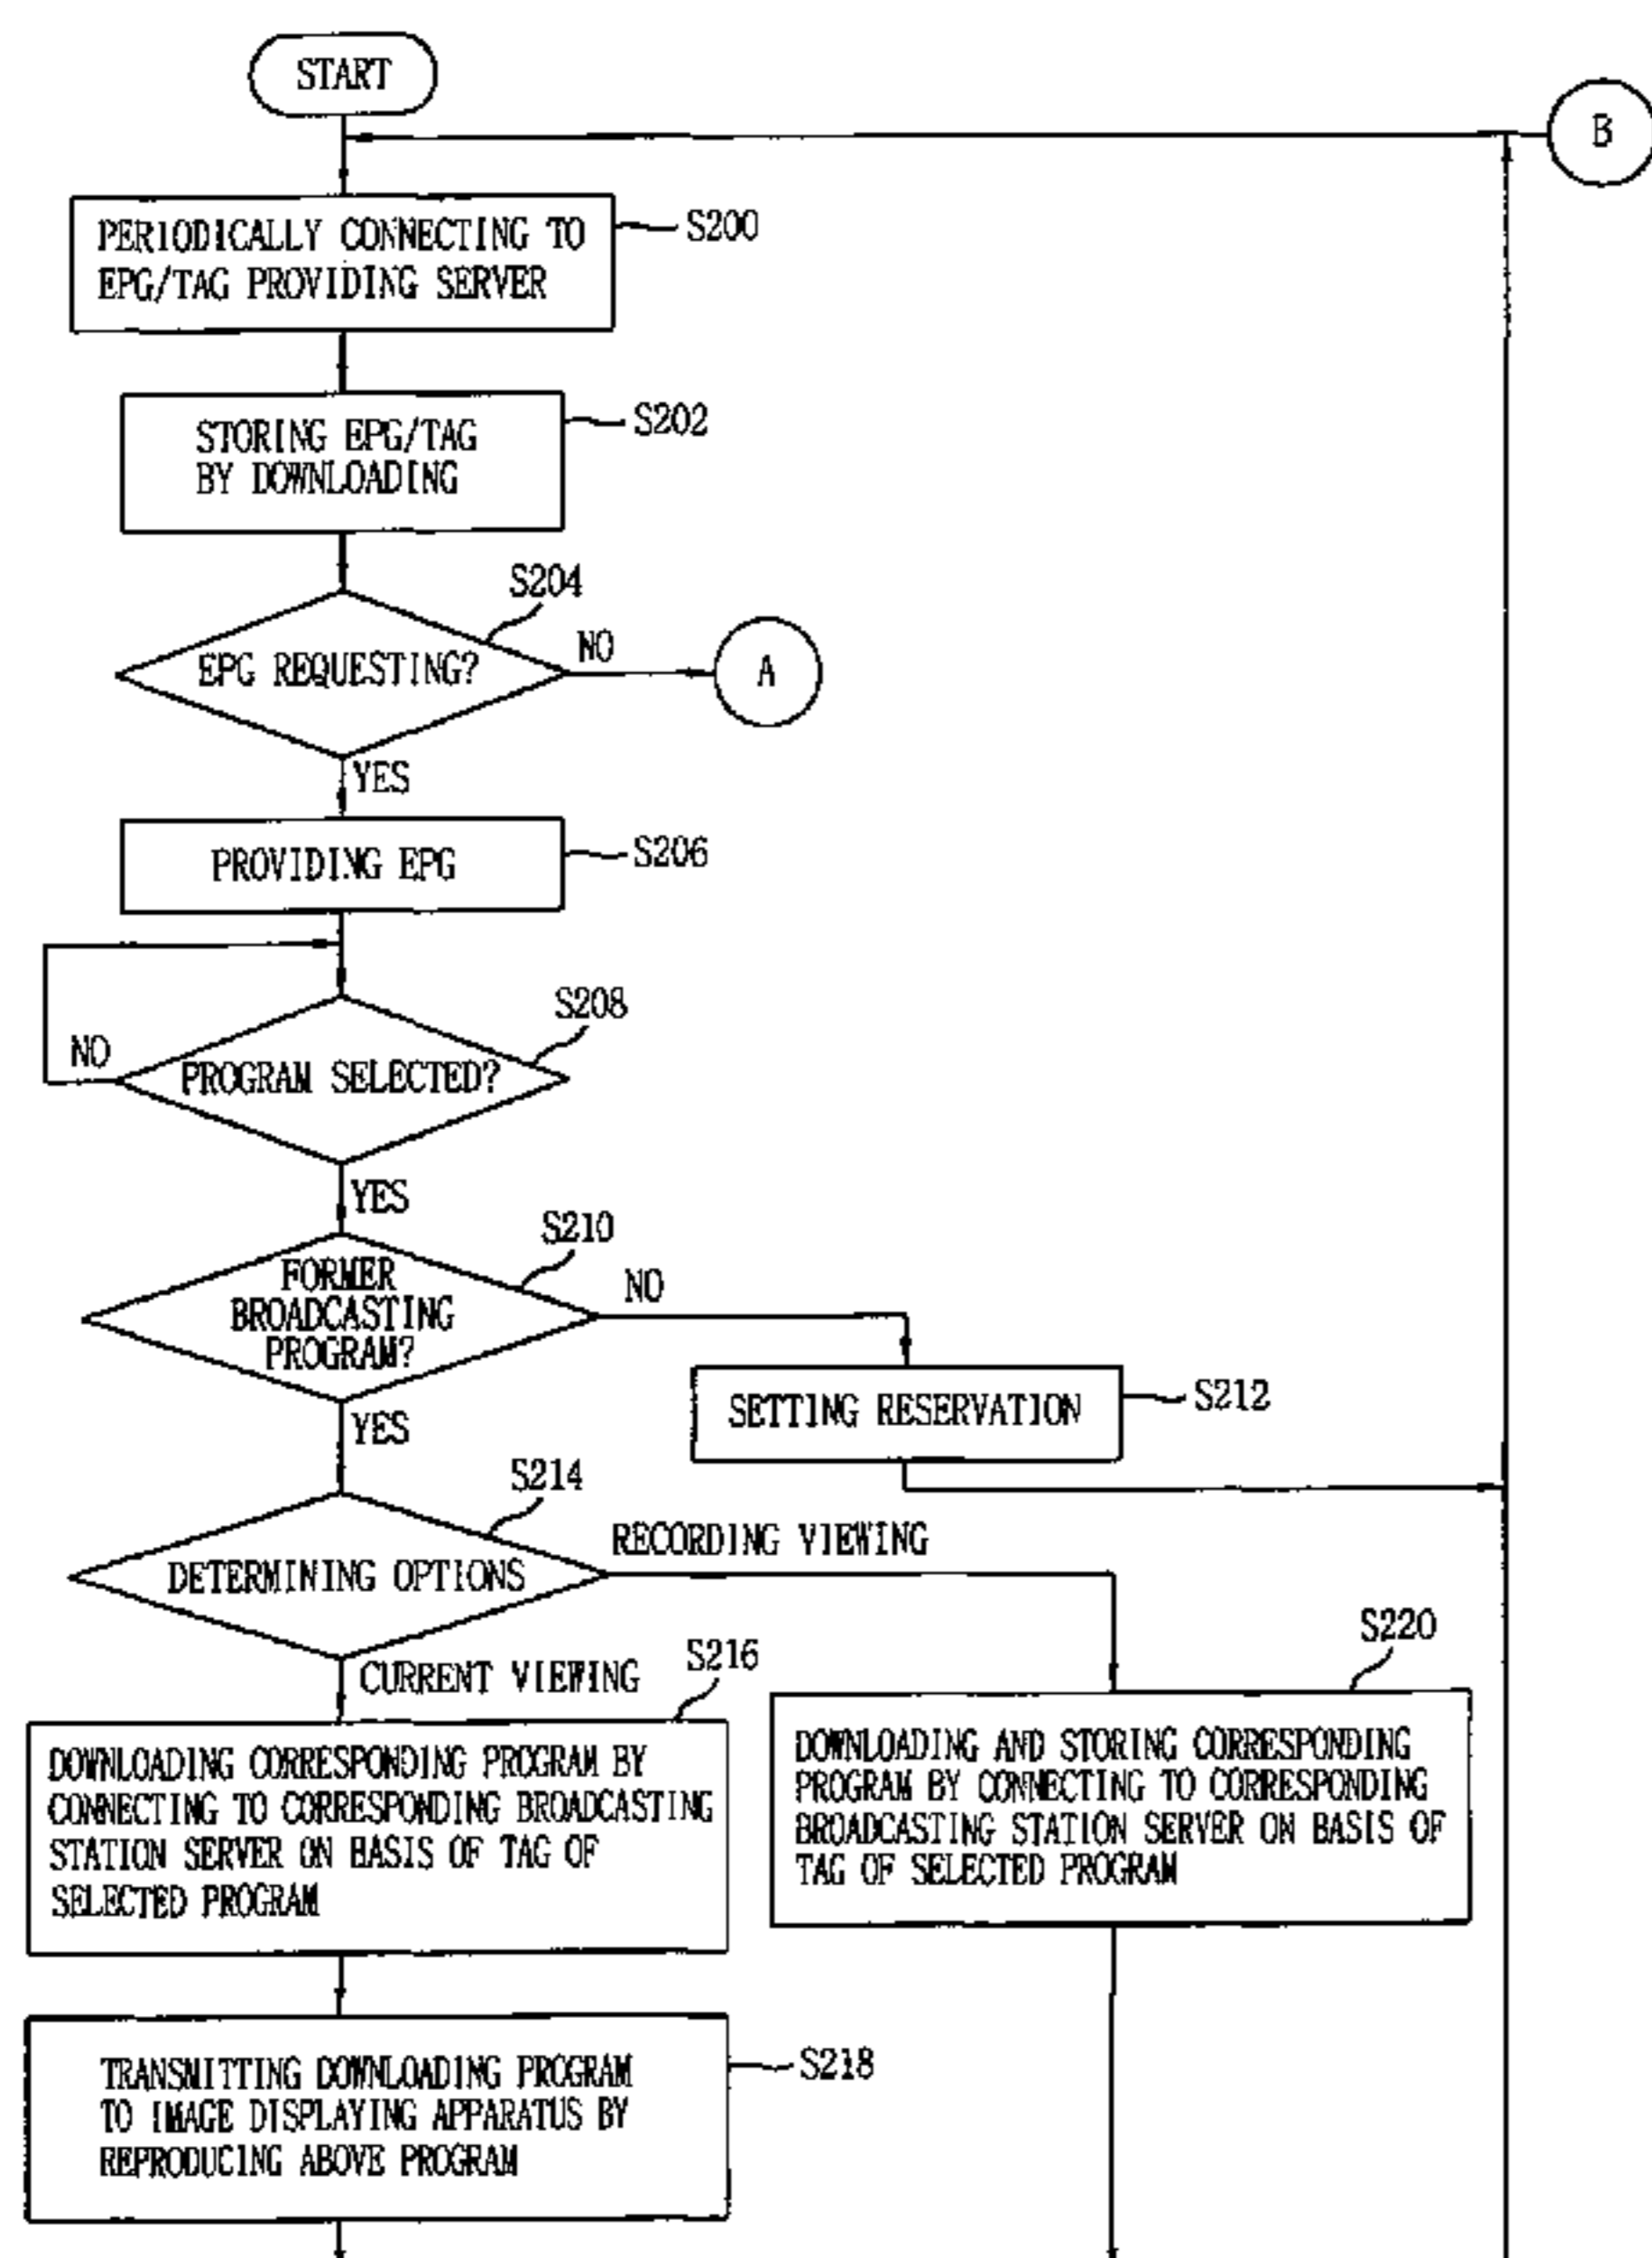 START
B
PERIODICALLY CONNECTING TO
EPG/TAG PROVIDING SERVER
S200
STORING EPG/TAG
BY DOWNLOADING
S202
S204
EPG REQUESTING?
NO
A
YES
PROVIDING EPG
S206
S208
NO
PROGRAM SELECTED?
YES
S210
FORMER
BROADCASTING
PROGRAM?
NO
SETTING RESERVATION
S212
YES
S214
DETERMINING OPTIONS
RECORDING VIEWING
CURRENT VIEWING
S216
S220
DOWNLOADING CORRESPONDING PROGRAM BY
CONNECTING TO CORRESPONDING BROADCASTING
STATION SERVER ON BASIS OF TAG OF
SELECTED PROGRAM
DOWNLOADING AND STORING CORRESPONDING
PROGRAM BY CONNECTING TO CORRESPONDING
BROADCASTING STATION SERVER ON BASIS OF
TAG OF SELECTED PROGRAM
TRANSMITTING DOWNLOADING PROGRAM
TO IMAGE DISPLAYING APPARATUS BY
REPRODUCING ABOVE PROGRAM
S218